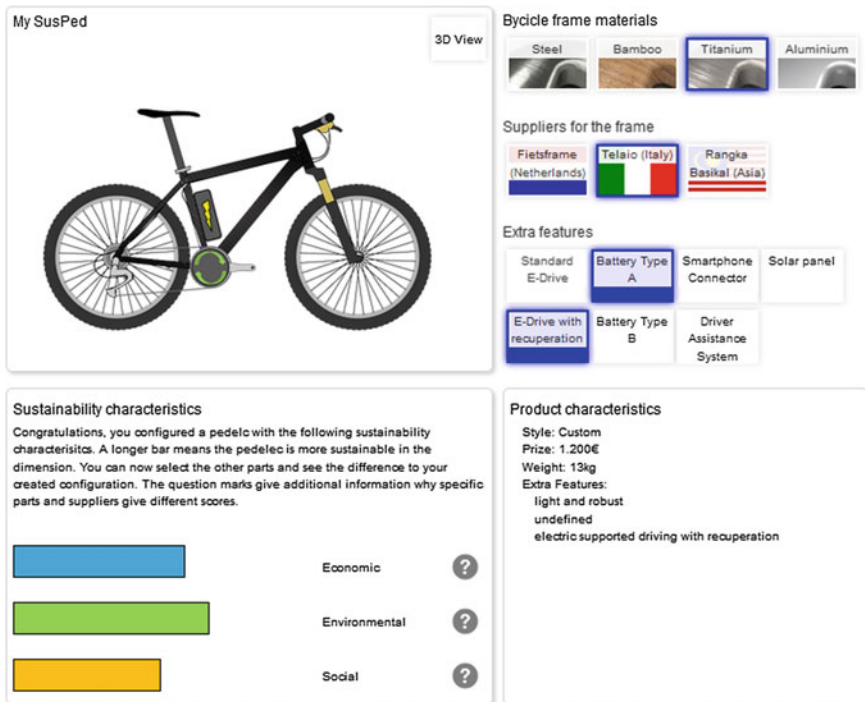 My SusPed
3D View
Bycicle frame materials
Steel
Bamboo
Titanium
Aluminium
Suppliers for the frame
Fietsframe
(Netherlands)
Telaio (Italy)
Rangka
Basikal (Asia)
Extra features
Standard
E-Drive
Battery Type
A
Smartphone
Connector
Solar panel
E-Drive with
recuperation
Battery Type
B
Driver
Assistance
System
Sustainability characteristics
Congratulations, you configured a pedelc with the following sustainability
characterisitcs. A longer bar means the pedelec is more sustainable in the
dimension. You can now select the other parts and see the difference to your
created configuration. The question marks give additional information why specific
parts and suppliers give different scores.
Economic
?
Environmental
?
Social
?
Product characteristics
Style: Custom
Prize: 1.200€
Weight: 13kg
Extra Features:
light and robust
undefined
electric supported driving with recuperation